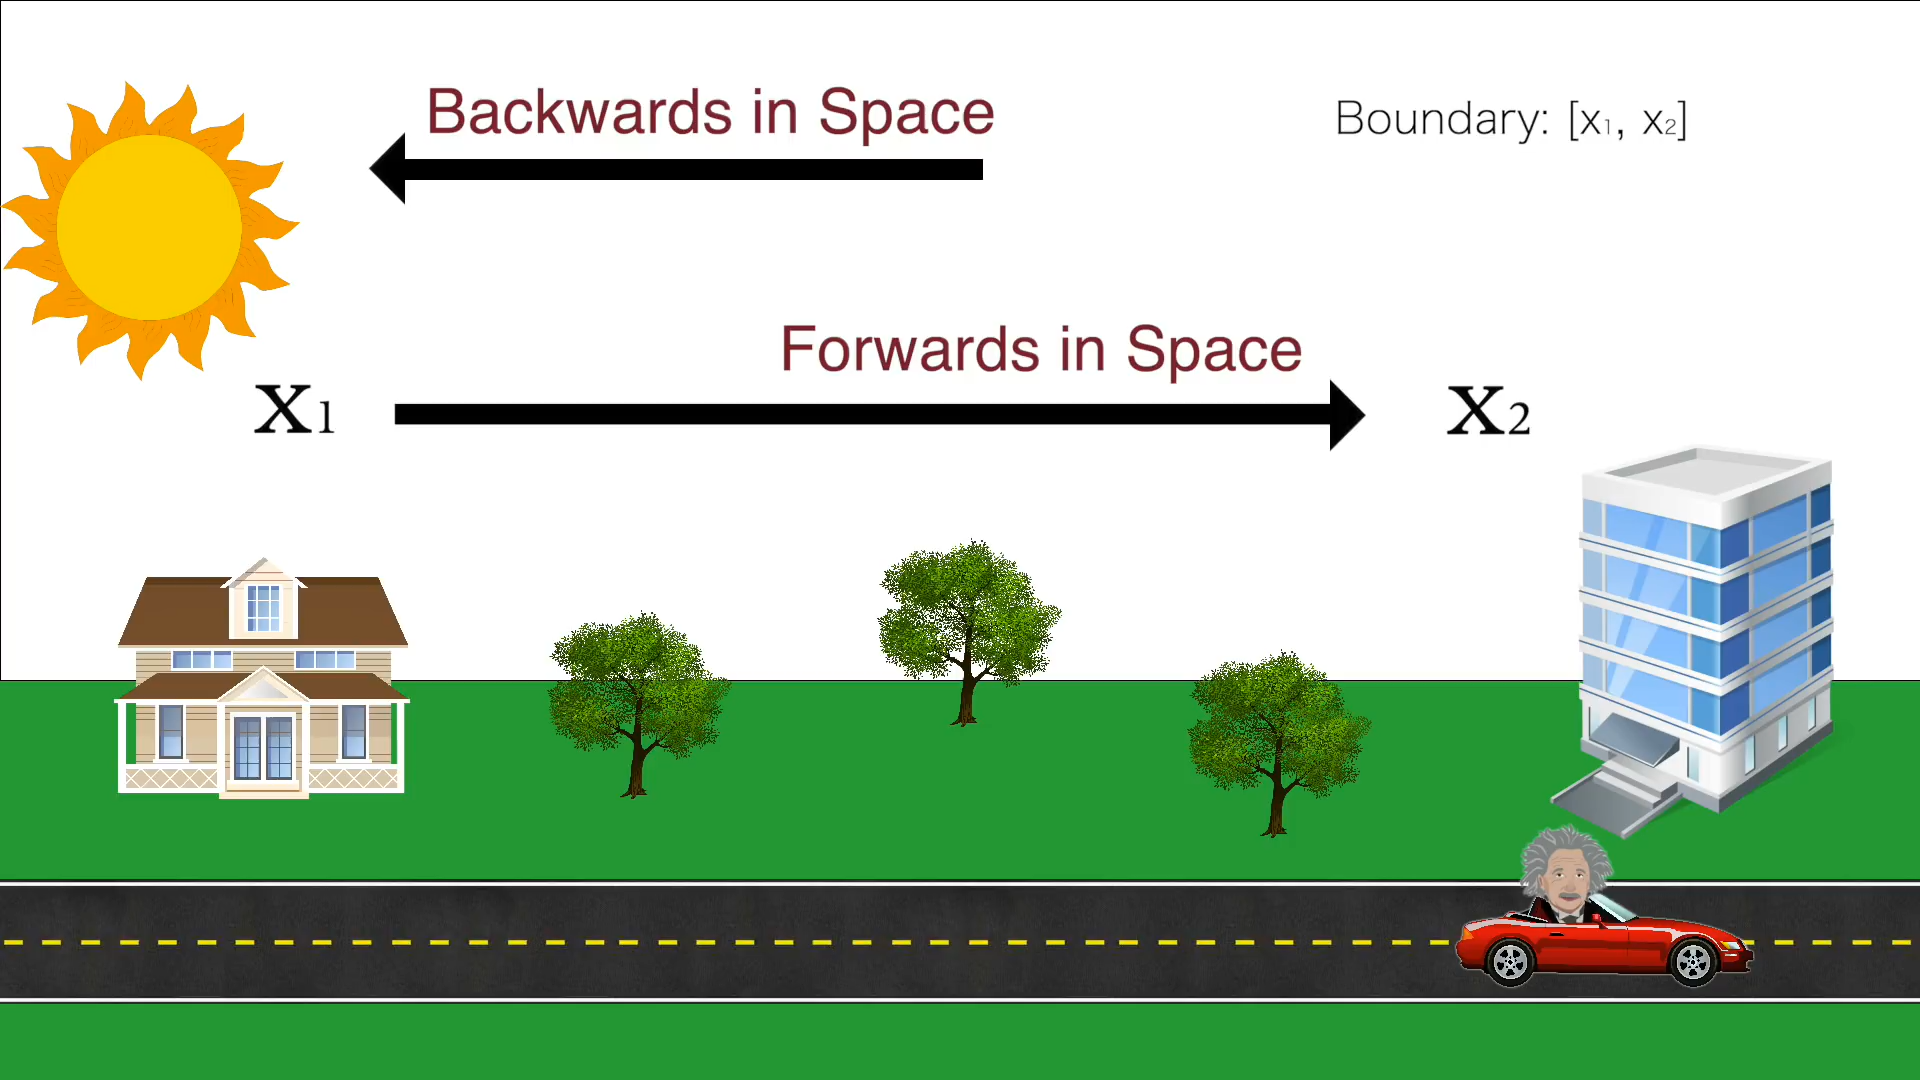 Backwards in Space
Boundary: [x₁, x₂]
Forwards in Space
x₁
x₂